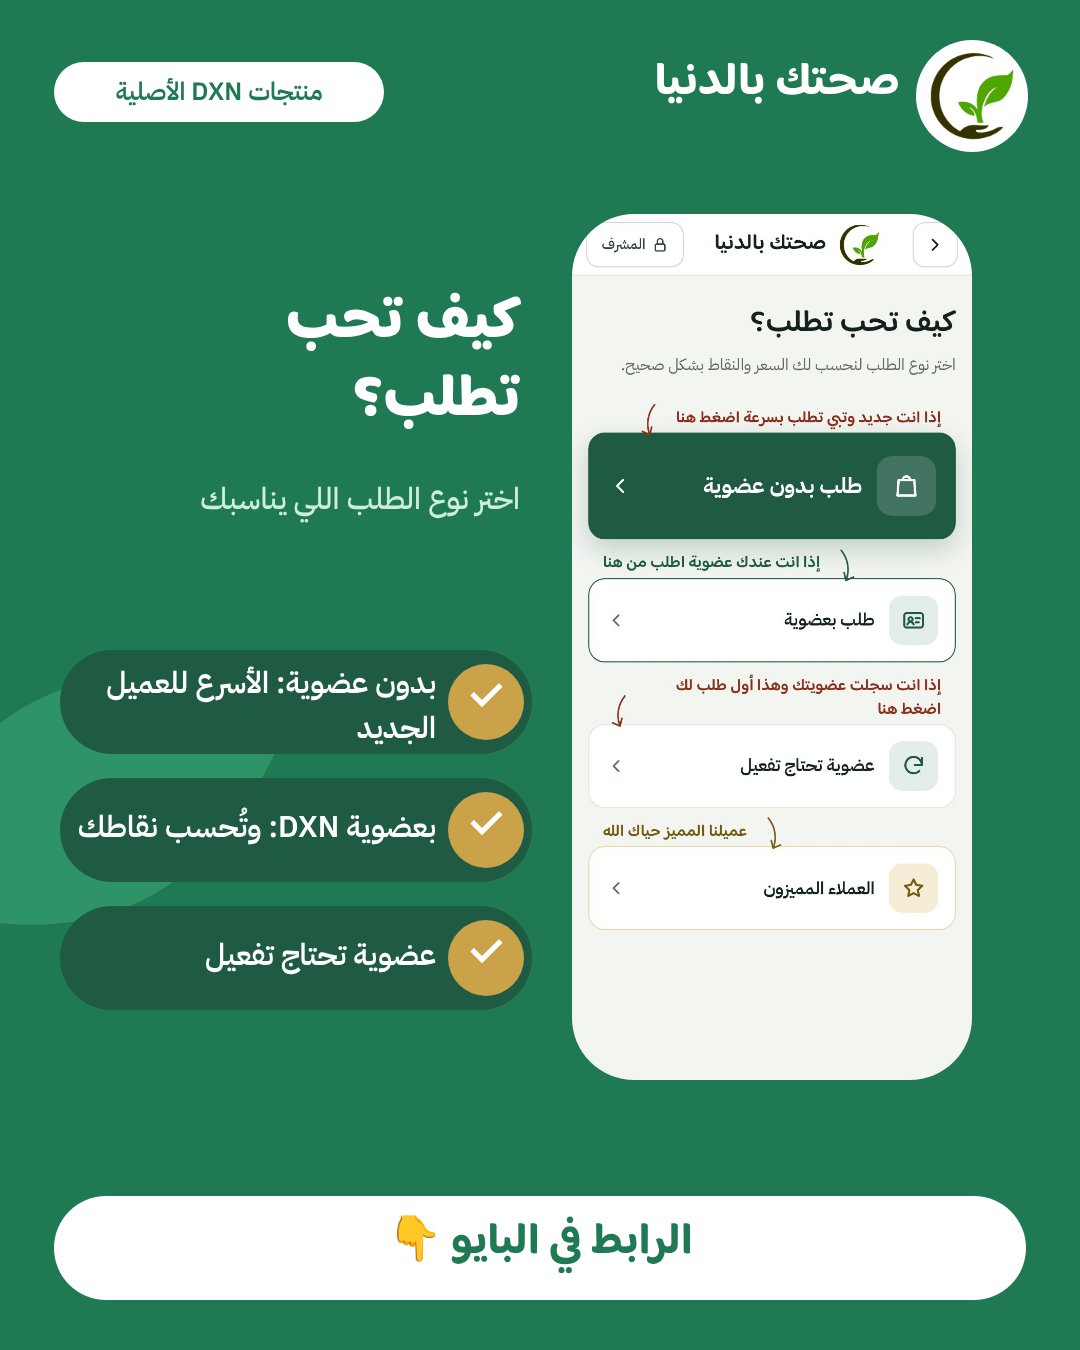 صحتك بالدنيا
منتجات DXN الأصلية
صحتك بالدنيا
المشرف
كيف تحب تطلب؟
اختر نوع الطلب لنحسب لك السعر والنقاط بشكل صحيح.
إذا انت جديد وتبي تطلب بسرعة اضغط هنا
طلب بدون عضوية
إذا انت عندك عضوية اطلب من هنا
طلب بعضوية
إذا انت سجلت عضويتك وهذا أول طلب لك
اضغط هنا
عضوية تحتاج تفعيل
عميلنا المميز حياك الله
العملاء المميزون
كيف تحب
تطلب؟
اختر نوع الطلب اللي يناسبك
بدون عضوية: الأسرع للعميل
الجديد
بعضوية DXN: وتُحسب نقاطك
عضوية تحتاج تفعيل
الرابط في البايو 👇